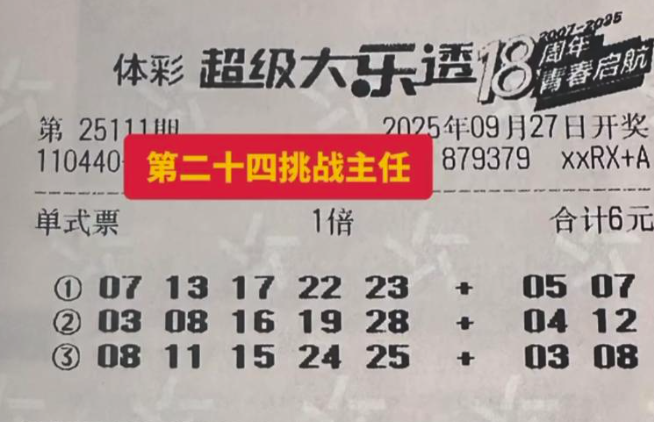 体彩 超级大乐透 18 2007-2025 周年 青春启航
第 25111期 2025年09月27日开奖
110440 第二十四挑战主任 879379 xxRX+A
单式票 1倍 合计6元
① 07 13 17 22 23 + 05 07
② 03 08 16 19 28 + 04 12
③ 08 11 15 24 25 + 03 08